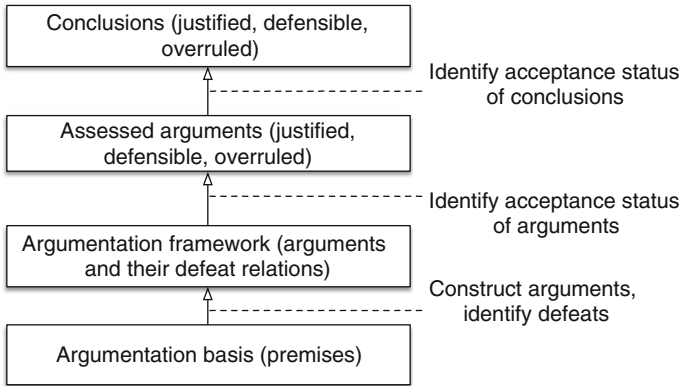 Conclusions (justified, defensible,
overruled)
Identify acceptance status
of conclusions
Assessed arguments (justified,
defensible, overruled)
Identify acceptance status
of arguments
Argumentation framework (arguments
and their defeat relations)
Construct arguments,
identify defeats
Argumentation basis (premises)